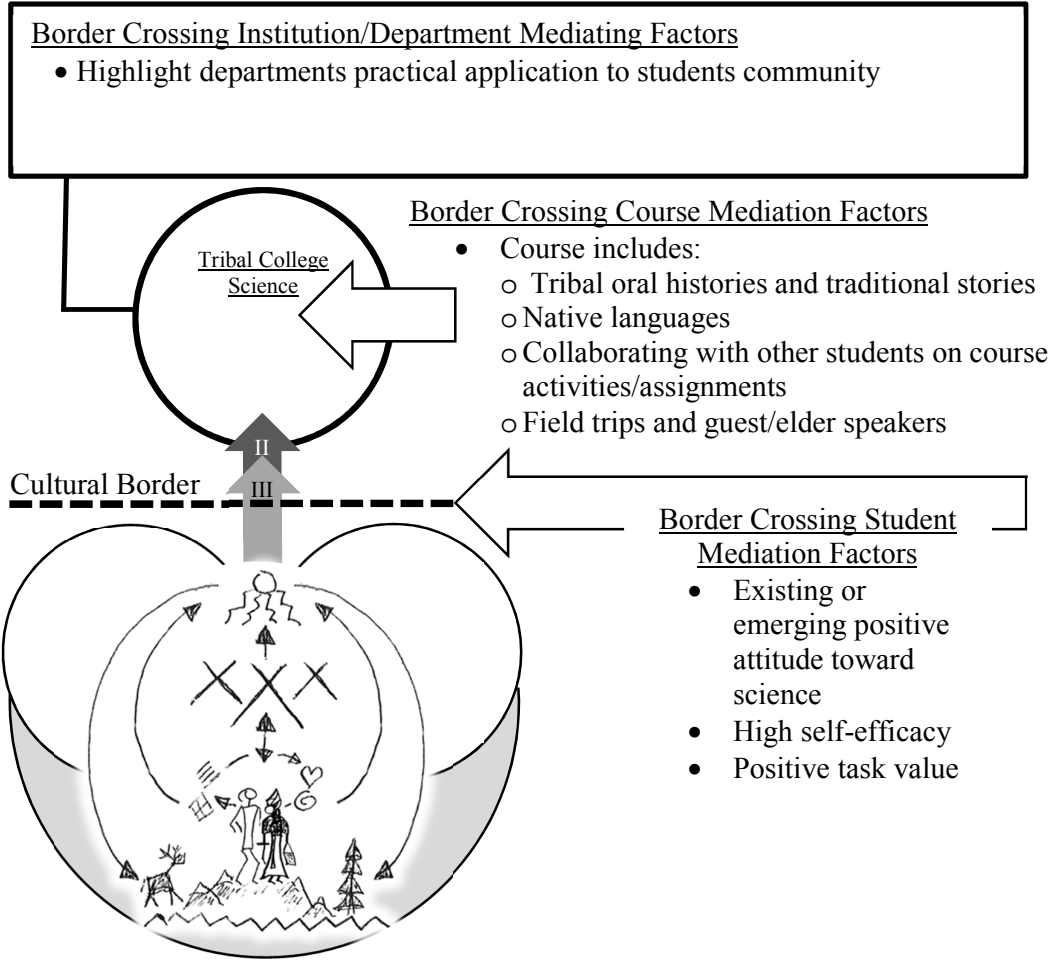 Border Crossing Institution/Department Mediating Factors
• Highlight departments practical application to students community
Tribal College
Science
Border Crossing Course Mediation Factors
• Course includes:
o Tribal oral histories and traditional stories
o Native languages
o Collaborating with other students on course
activities/assignments
o Field trips and guest/elder speakers
II
III
Cultural Border
Border Crossing Student
Mediation Factors
• Existing or
emerging positive
attitude toward
science
• High self-efficacy
• Positive task value